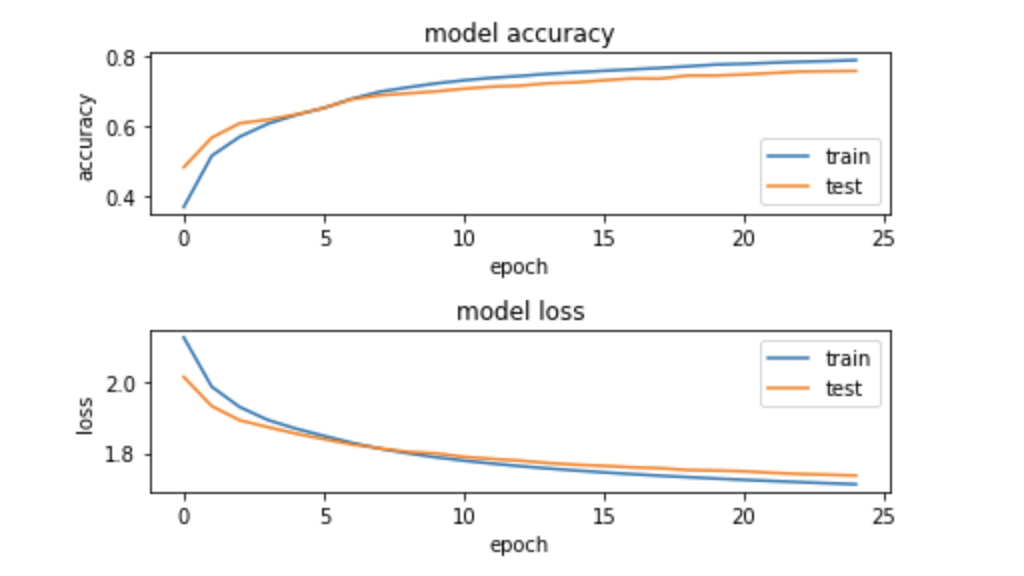 model accuracy
accuracy
0.8
0.6
0.4
train
test
0 5 10 15 20 25
epoch
model loss
loss
2.0
1.8
train
test
0 5 10 15 20 25
epoch